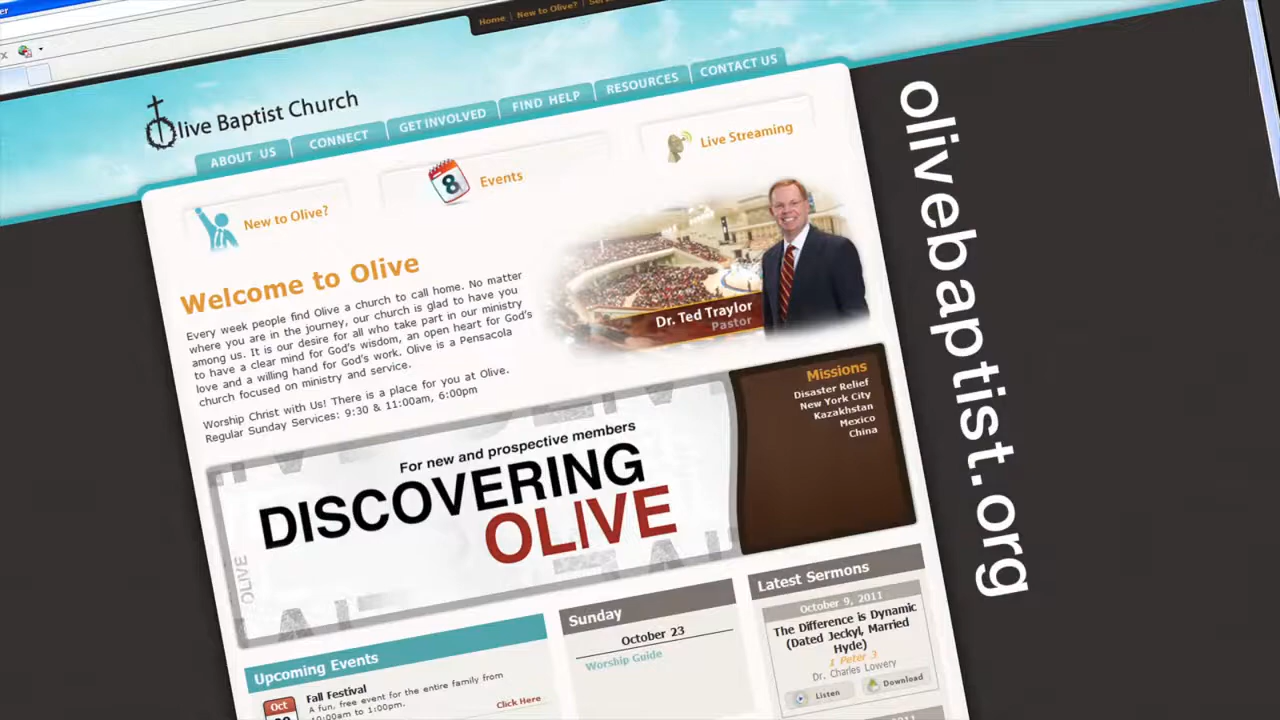 Home | New to Olive? |
Olive Baptist Church
ABOUT US
CONNECT
GET INVOLVED
FIND HELP
RESOURCES
CONTACT US
New to Olive?
8
Events
Live Streaming
Welcome to Olive
Every week people find Olive a church to call home. No matter
where you are in the journey, our church is glad to have you
among us. It is our desire for all who take part in our ministry
to have a clear mind for God's wisdom, an open heart for God's
love and a willing hand for God's work. Olive is a Pensacola
church focused on ministry and service.
Worship Christ with Us! There is a place for you at Olive.
Regular Sunday Services: 9:30 & 11:00am, 6:00pm
Dr. Ted Traylor
Pastor
For new and prospective members
DISCOVERING
OLIVE
OLIVE
Missions
Disaster Relief
New York City
Kazakhstan
Mexico
China
Upcoming Events
Oct
Fall Festival
A fun, free event for the entire family from
10:00am to 1:00pm.
Click Here
Sunday
October 23
Worship Guide
Latest Sermons
October 9, 2011
The Difference is Dynamic
(Dated Jeckyl, Married
Hyde)
1 Peter 3
Dr. Charles Lowery
Listen
Download
olivebaptist.org